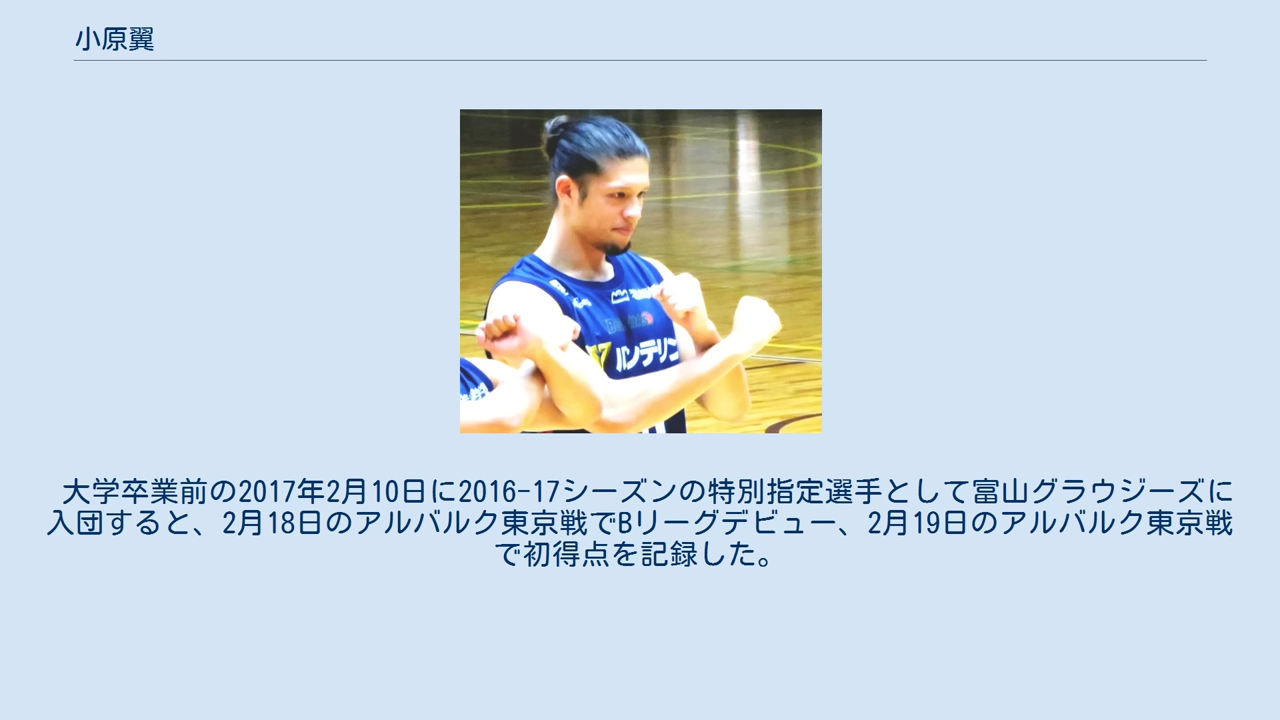 小原翼
バンテリン
大学卒業前の2017年2月10日に2016-17シーズンの特別指定選手として富山グラウジーズに
入団すると、2月18日のアルバルク東京戦でBリーグデビュー、2月19日のアルバルク東京戦
で初得点を記録した。